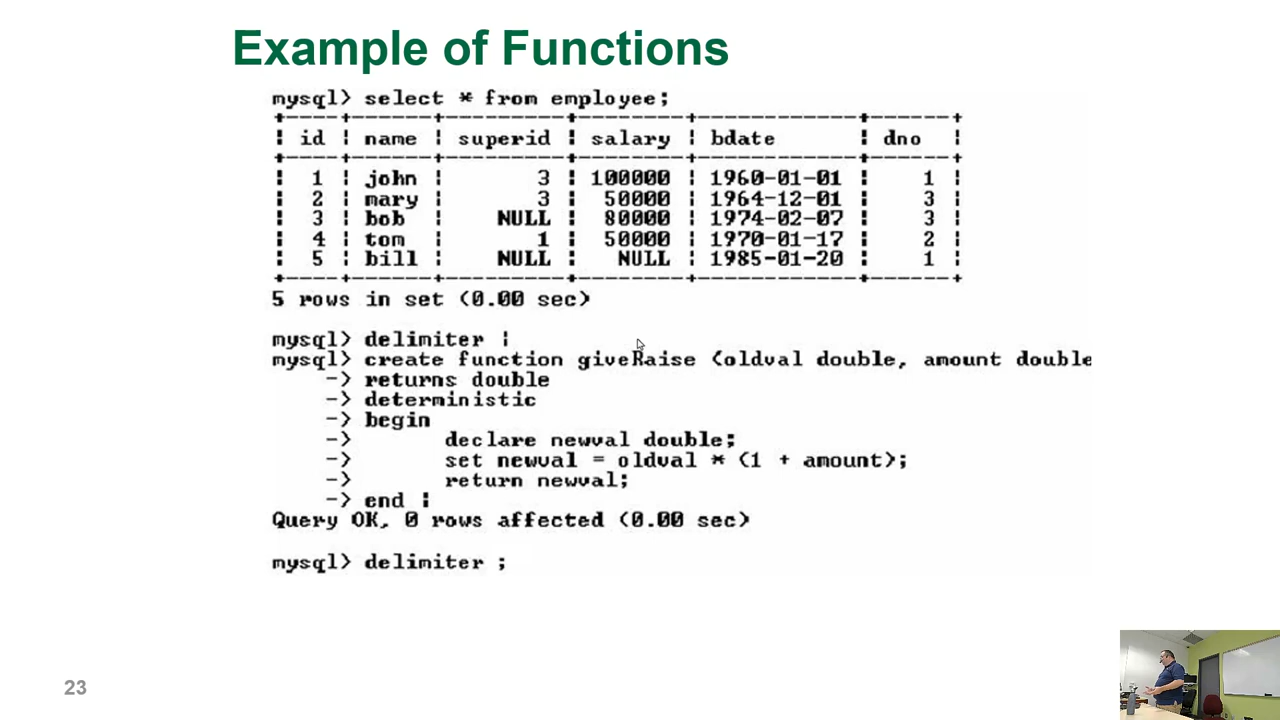 Example of Functions
mysql> select * from employee;
+----+------+---------+--------+------------+------+
| id | name | superid | salary | bdate | dno |
+----+------+---------+--------+------------+------+
| 1 | john | 3 | 100000 | 1960-01-01 | 1 |
| 2 | mary | 3 | 50000 | 1964-12-01 | 3 |
| 3 | bob | NULL | 80000 | 1974-02-07 | 3 |
| 4 | tom | 1 | 50000 | 1970-01-17 | 2 |
| 5 | bill | NULL | NULL | 1985-01-20 | 1 |
+----+------+---------+--------+------------+------+
5 rows in set (0.00 sec)
mysql> delimiter |
mysql> create function giveRaise (oldval double, amount double
-> returns double
-> deterministic
-> begin
-> declare newval double;
-> set newval = oldval * (1 + amount);
-> return newval;
-> end |
Query OK, 0 rows affected (0.00 sec)
mysql> delimiter ;
23